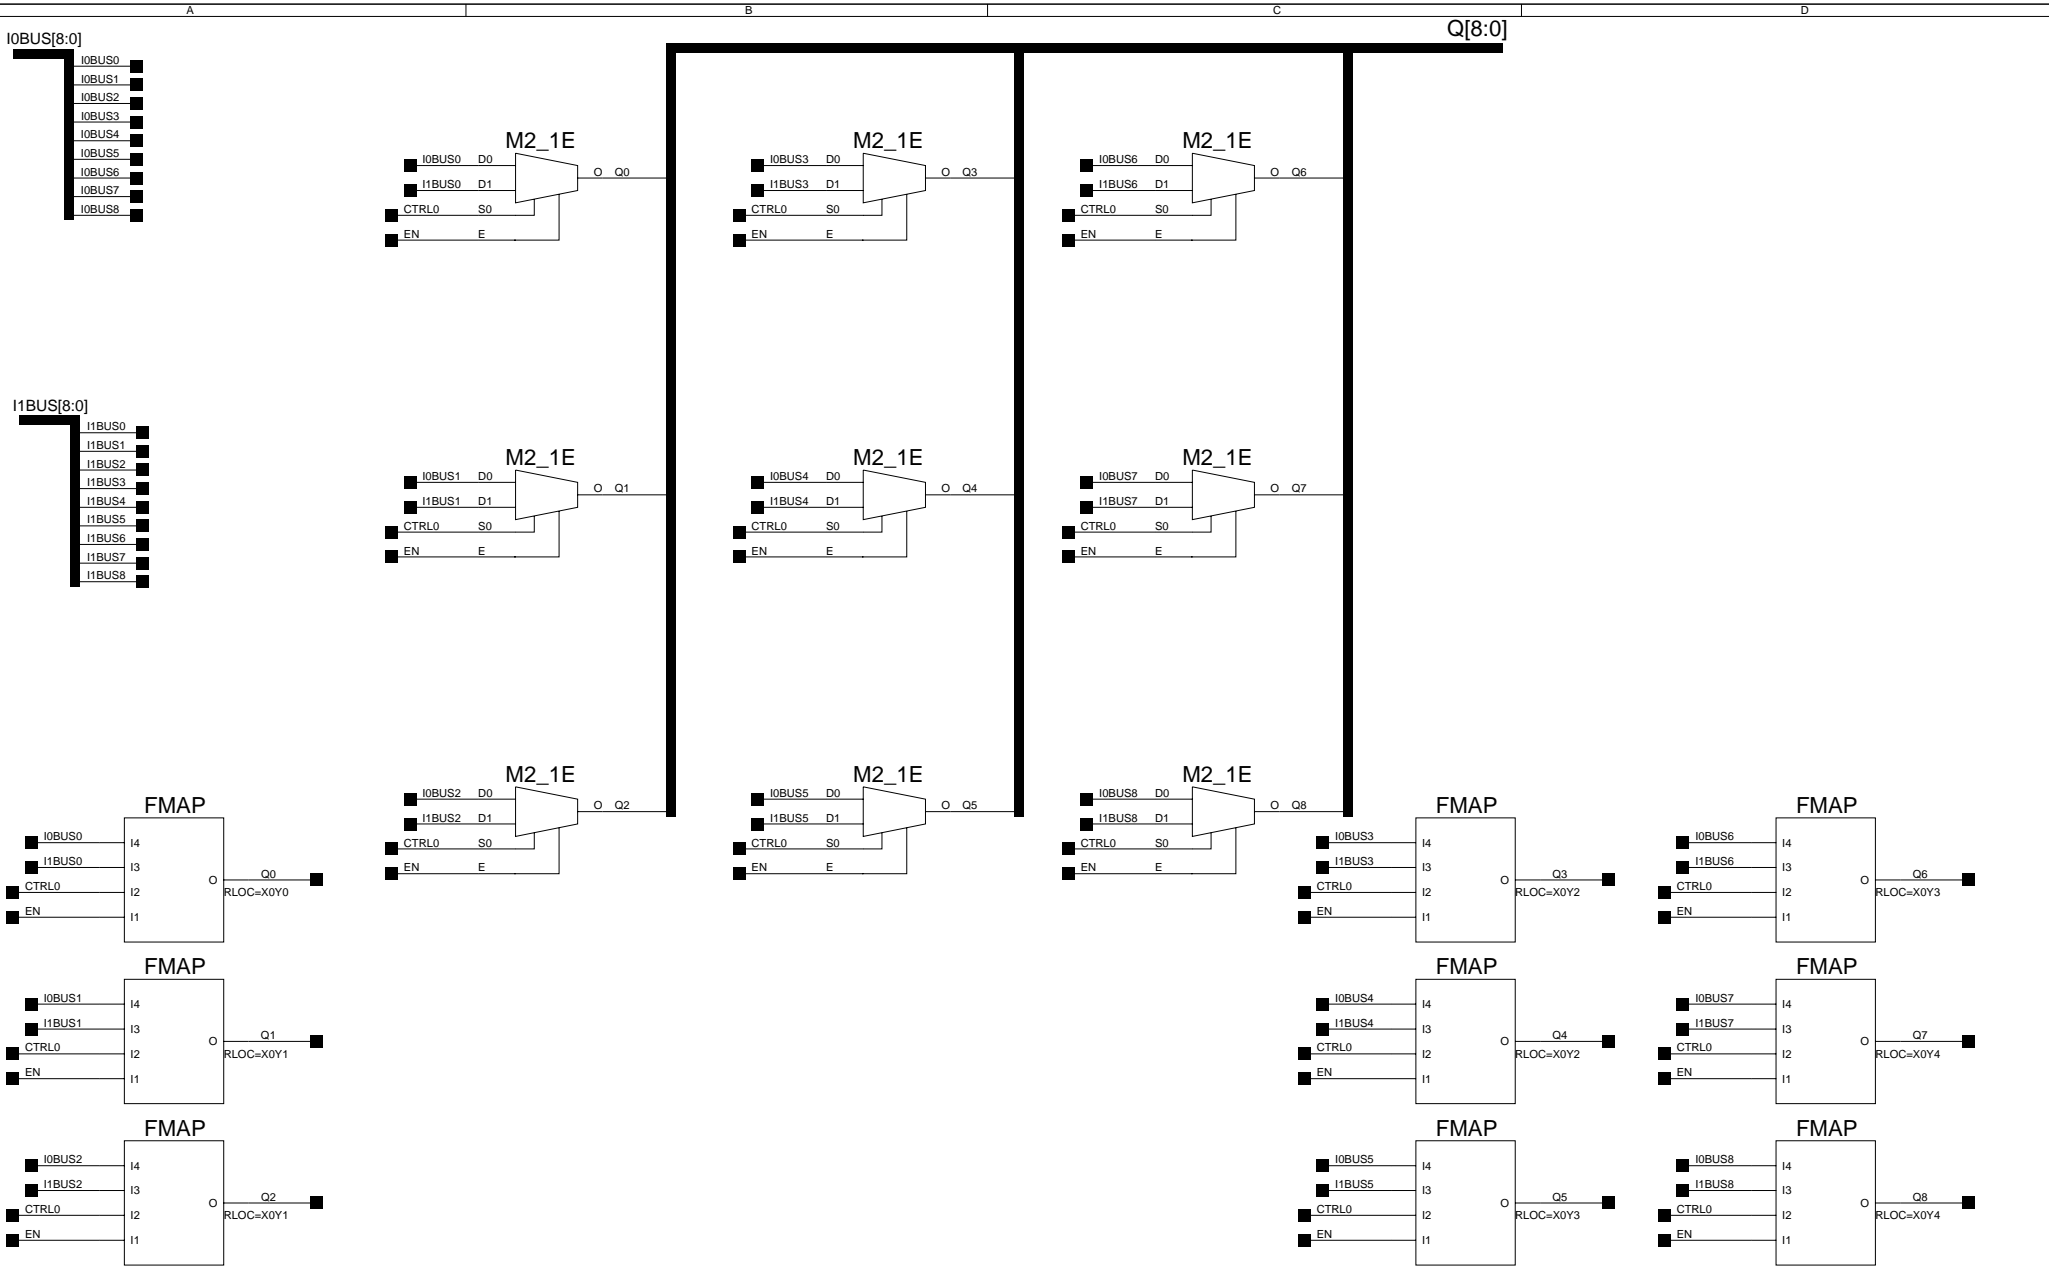 A B C D
Q[8:0]
I0BUS[8:0]
I0BUS0
I0BUS1
I0BUS2
I0BUS3
I0BUS4
I0BUS5
I0BUS6
I0BUS7
I0BUS8
M2_1E
I0BUS0 D0
I1BUS0 D1
CTRL0 S0
EN E
O Q0
M2_1E
I0BUS3 D0
I1BUS3 D1
CTRL0 S0
EN E
O Q3
M2_1E
I0BUS6 D0
I1BUS6 D1
CTRL0 S0
EN E
O Q6
I1BUS[8:0]
I1BUS0
I1BUS1
I1BUS2
I1BUS3
I1BUS4
I1BUS5
I1BUS6
I1BUS7
I1BUS8
M2_1E
I0BUS1 D0
I1BUS1 D1
CTRL0 S0
EN E
O Q1
M2_1E
I0BUS4 D0
I1BUS4 D1
CTRL0 S0
EN E
O Q4
M2_1E
I0BUS7 D0
I1BUS7 D1
CTRL0 S0
EN E
O Q7
M2_1E
I0BUS2 D0
I1BUS2 D1
CTRL0 S0
EN E
O Q2
M2_1E
I0BUS5 D0
I1BUS5 D1
CTRL0 S0
EN E
O Q5
M2_1E
I0BUS8 D0
I1BUS8 D1
CTRL0 S0
EN E
O Q8
FMAP
I0BUS0 I4
I1BUS0 I3
CTRL0 I2
EN I1
O Q0
RLOC=X0Y0
FMAP
I0BUS1 I4
I1BUS1 I3
CTRL0 I2
EN I1
O Q1
RLOC=X0Y1
FMAP
I0BUS2 I4
I1BUS2 I3
CTRL0 I2
EN I1
O Q2
RLOC=X0Y1
FMAP
I0BUS3 I4
I1BUS3 I3
CTRL0 I2
EN I1
O Q3
RLOC=X0Y2
FMAP
I0BUS4 I4
I1BUS4 I3
CTRL0 I2
EN I1
O Q4
RLOC=X0Y2
FMAP
I0BUS5 I4
I1BUS5 I3
CTRL0 I2
EN I1
O Q5
RLOC=X0Y3
FMAP
I0BUS6 I4
I1BUS6 I3
CTRL0 I2
EN I1
O Q6
RLOC=X0Y3
FMAP
I0BUS7 I4
I1BUS7 I3
CTRL0 I2
EN I1
O Q7
RLOC=X0Y4
FMAP
I0BUS8 I4
I1BUS8 I3
CTRL0 I2
EN I1
O Q8
RLOC=X0Y4